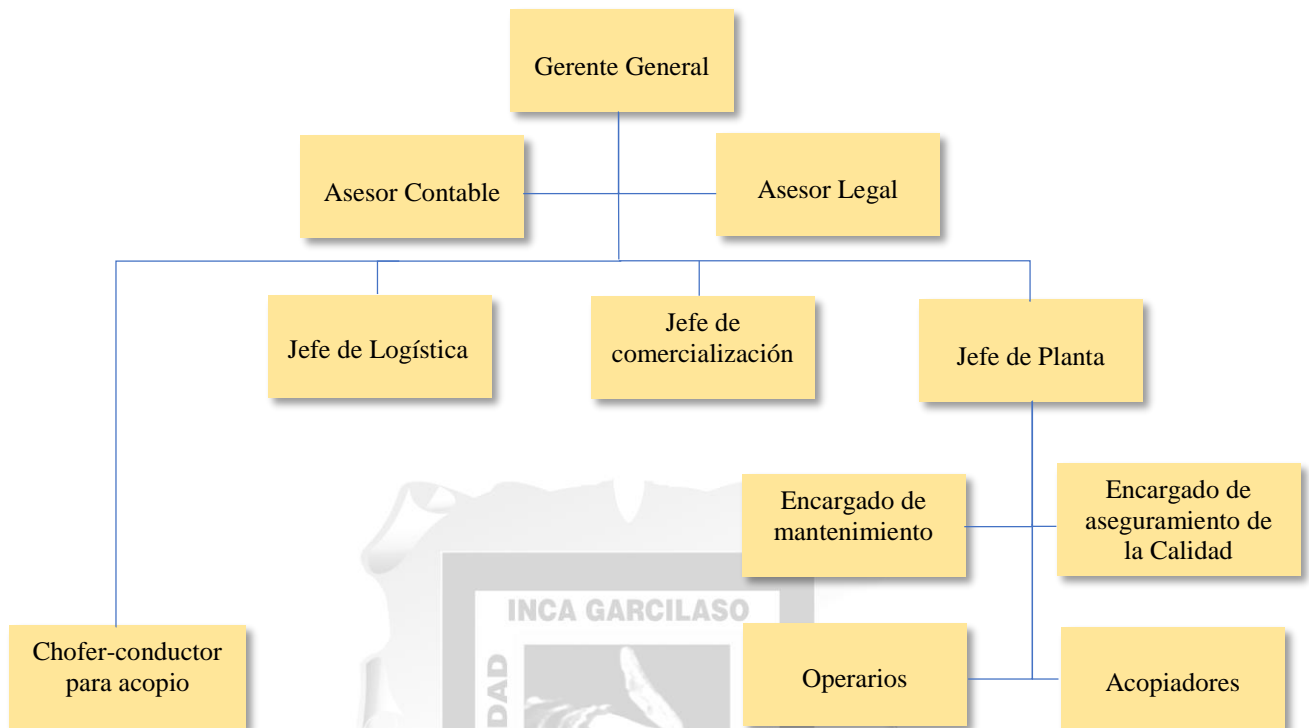 Gerente General
Asesor Contable
Asesor Legal
Jefe de Logística
Jefe de
comercialización
Jefe de Planta
Encargado de
mantenimiento
Encargado de
aseguramiento de
la Calidad
INCA GARCILASO
DAD
Chofer-conductor
para acopio
Operarios
Acopiadores